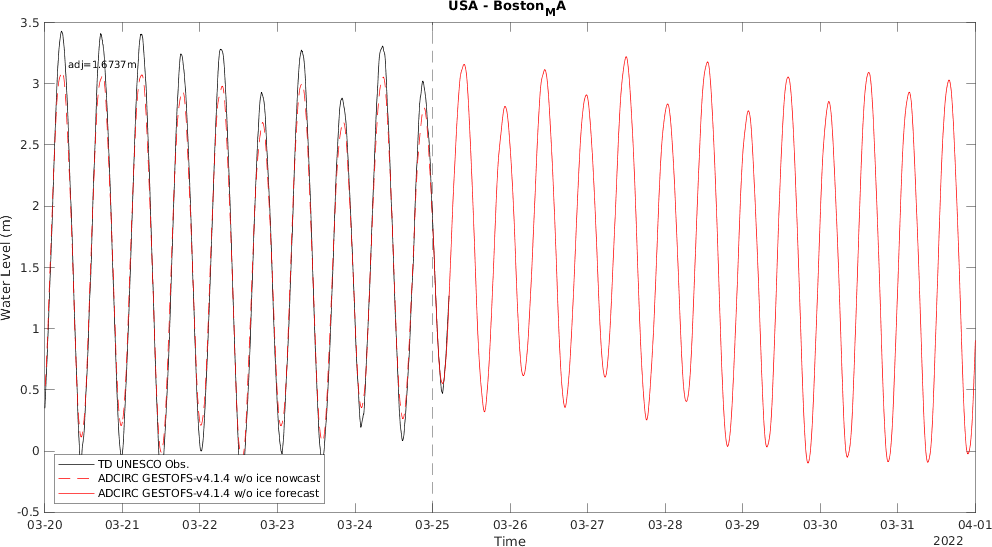 USA - Boston_MA
3.5
3
2.5
2
1.5
1
0.5
0
-0.5
Water Level (m)
adj=1.6737m
TD UNESCO Obs.
ADCIRC GESTOFS-v4.1.4 w/o ice nowcast
ADCIRC GESTOFS-v4.1.4 w/o ice forecast
03-20 03-21 03-22 03-23 03-24 03-25 03-26 03-27 03-28 03-29 03-30 03-31 04-01
Time
2022